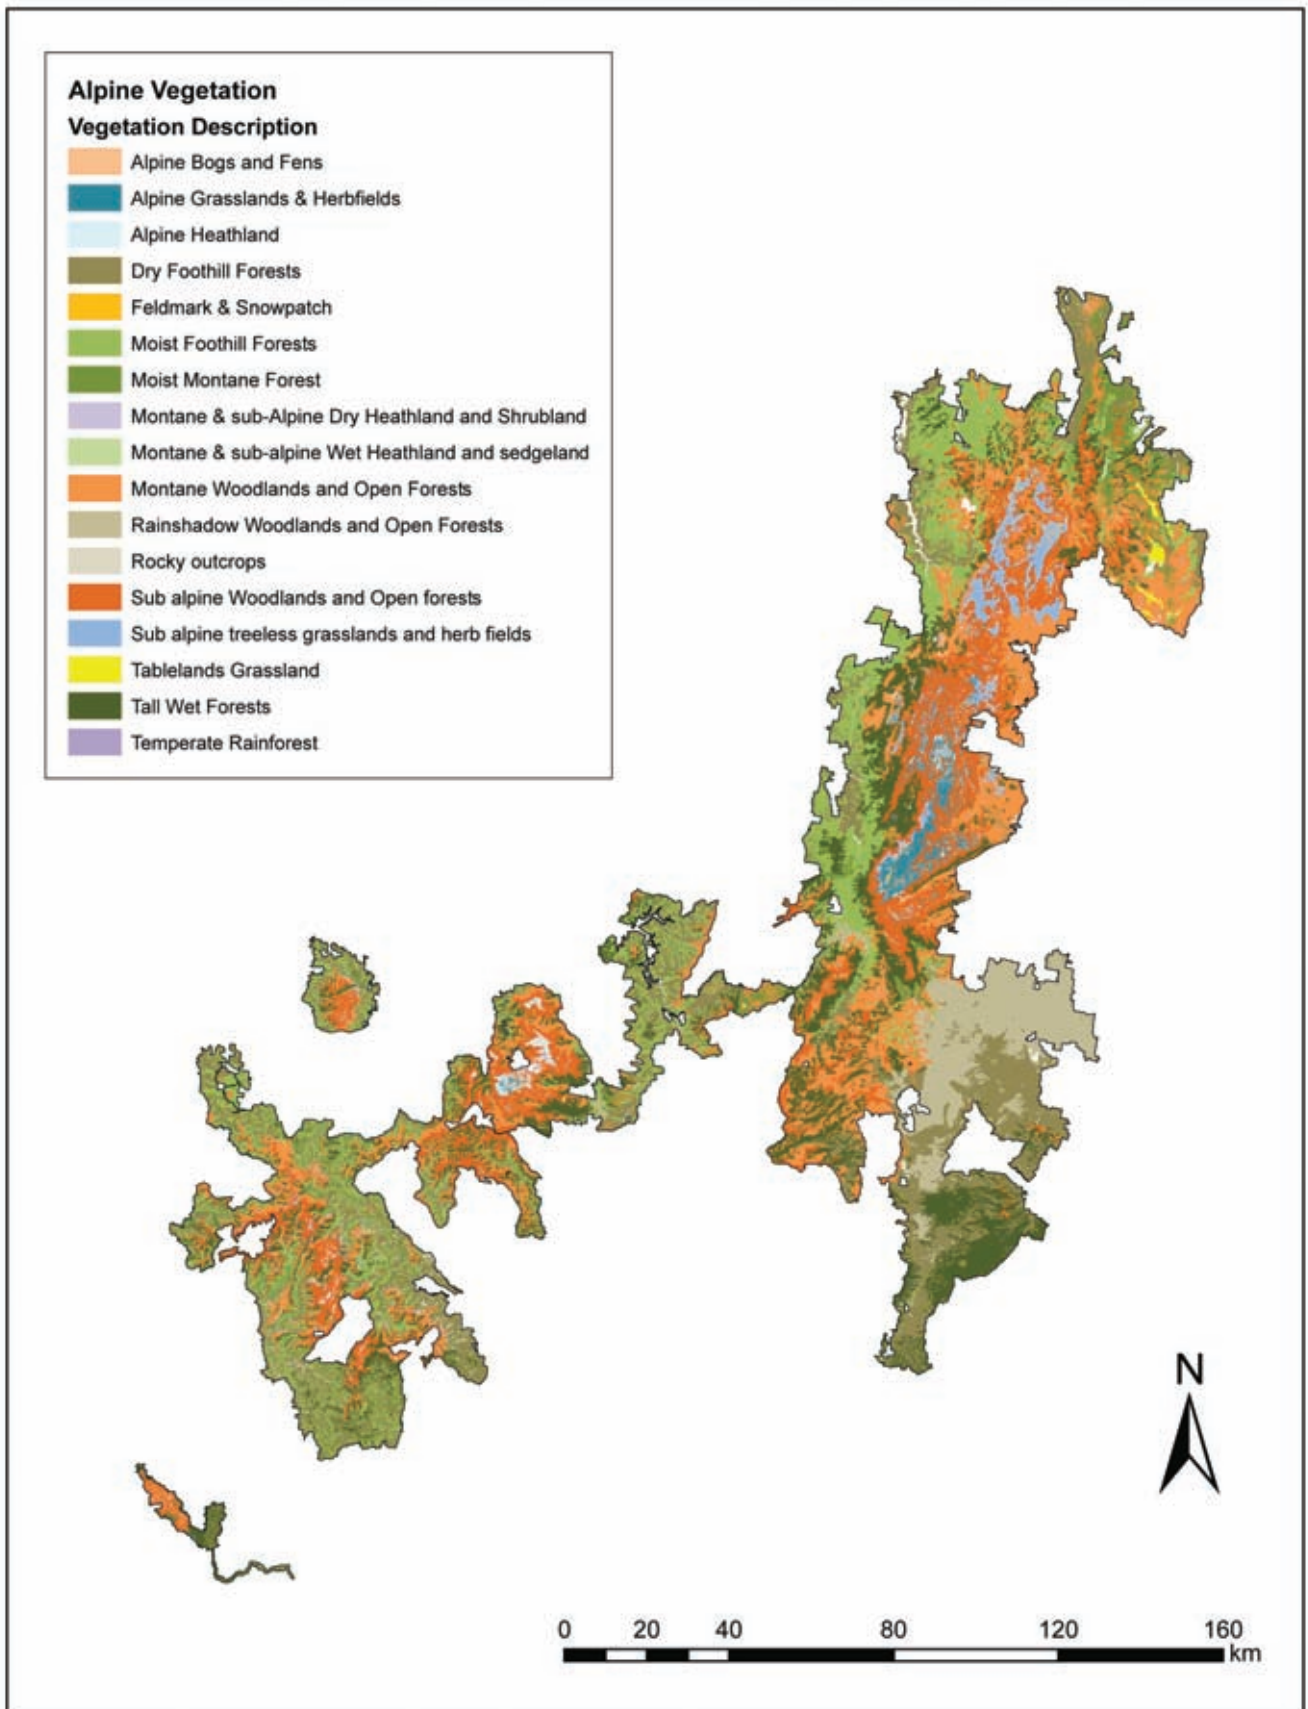 Alpine Vegetation
Vegetation Description
Alpine Bogs and Fens
Alpine Grasslands & Herbfields
Alpine Heathland
Dry Foothill Forests
Feldmark & Snowpatch
Moist Foothill Forests
Moist Montane Forest
Montane & sub-Alpine Dry Heathland and Shrubland
Montane & sub-alpine Wet Heathland and sedgeland
Montane Woodlands and Open Forests
Rainshadow Woodlands and Open Forests
Rocky outcrops
Sub alpine Woodlands and Open forests
Sub alpine treeless grasslands and herb fields
Tablelands Grassland
Tall Wet Forests
Temperate Rainforest
N
0 20 40 80 120 160
km